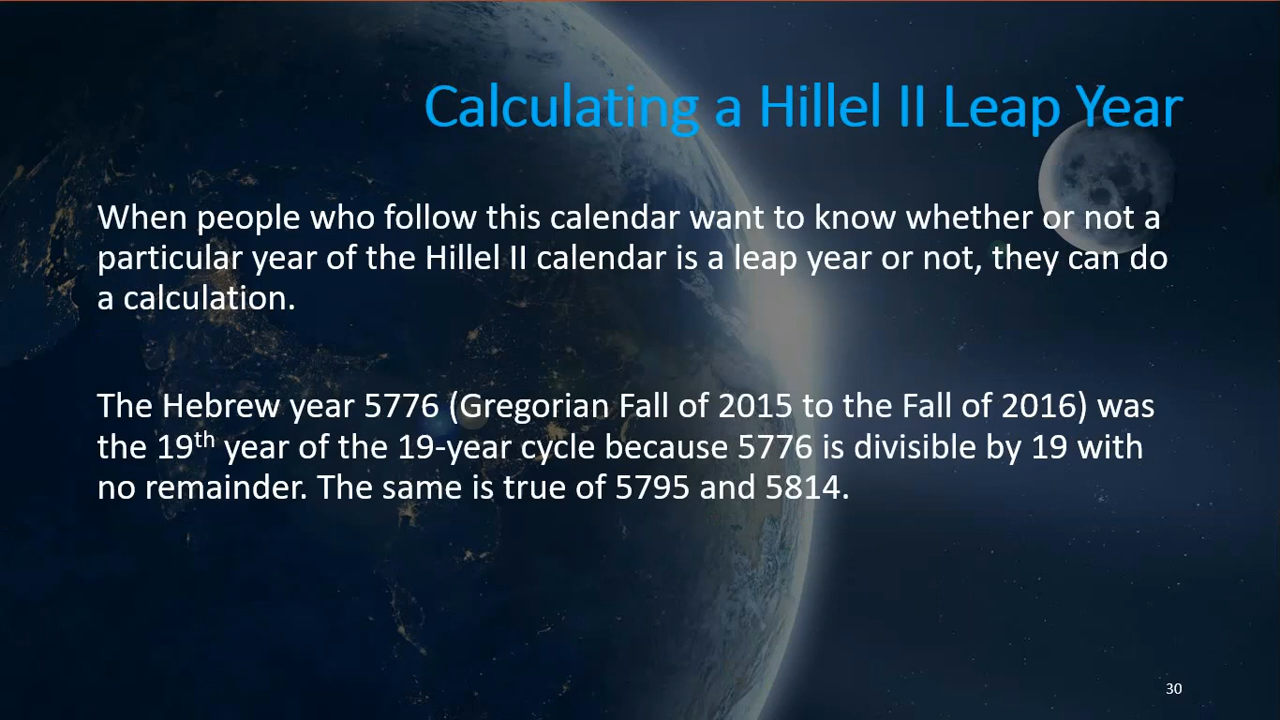 Calculating a Hillel II Leap Year
When people who follow this calendar want to know whether or not a
particular year of the Hillel II calendar is a leap year or not, they can do
a calculation.
The Hebrew year 5776 (Gregorian Fall of 2015 to the Fall of 2016) was
the 19th year of the 19-year cycle because 5776 is divisible by 19 with
no remainder. The same is true of 5795 and 5814.
30